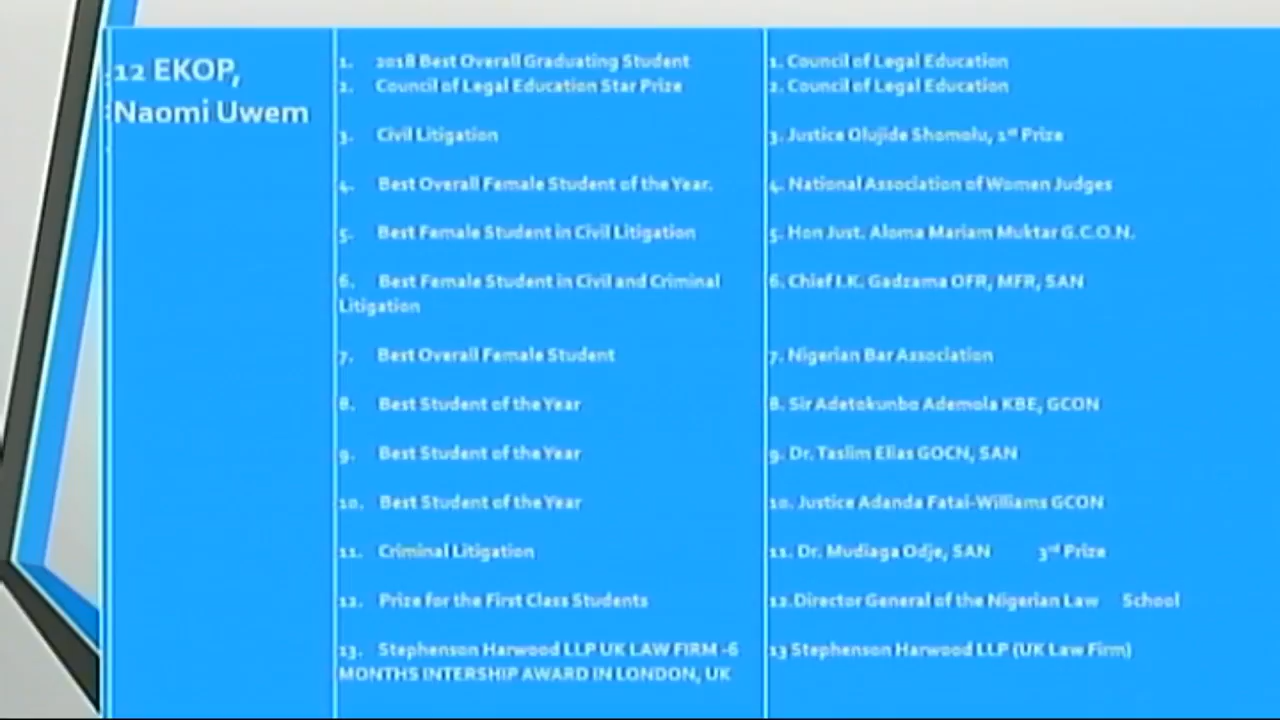 12 EKOP,
Naomi Uwem
1. 2018 Best Overall Graduating Student
2. Council of Legal Education Star Prize
3. Civil Litigation
4. Best Overall Female Student of the Year.
5. Best Female Student in Civil Litigation
6. Best Female Student in Civil and Criminal
Litigation
7. Best Overall Female Student
8. Best Student of the Year
9. Best Student of the Year
10. Best Student of the Year
11. Criminal Litigation
12. Prize for the First Class Students
13. Stephenson Harwood LLP UK LAW FIRM -6
MONTHS INTERSHIP AWARD IN LONDON, UK
1. Council of Legal Education
2. Council of Legal Education
3. Justice Olujide Shomolu, 1st Prize
4. National Association of Women Judges
5. Hon Just. Aloma Mariam Muktar G.C.O.N.
6. Chief I.K. Gadzama OFR, MFR, SAN
7. Nigerian Bar Association
8. Sir Adetokunbo Ademola KBE, GCON
9. Dr. Taslim Elias GOCN, SAN
10. Justice Adanda Fatai-Williams GCON
11. Dr. Mudiaga Odje, SAN 3rd Prize
12.Director General of the Nigerian Law School
13 Stephenson Harwood LLP (UK Law Firm)